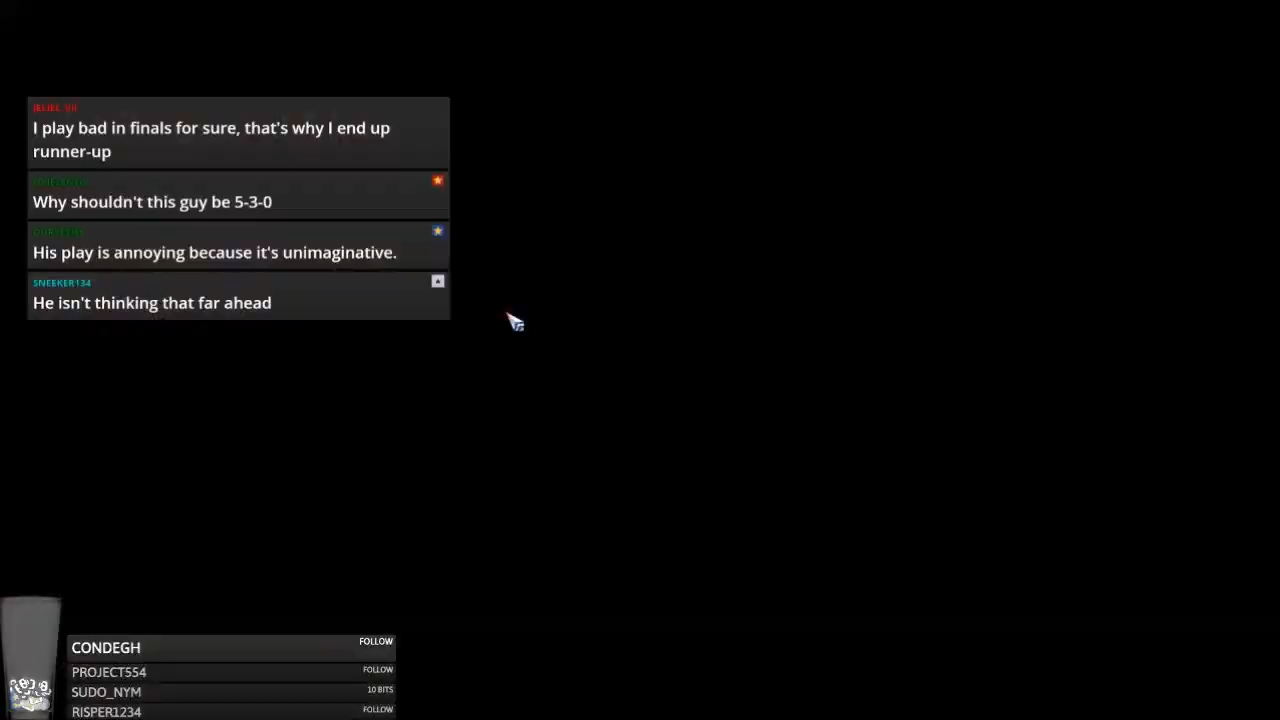 JELIEL_VII
I play bad in finals for sure, that's why I end up
runner-up
Why shouldn't this guy be 5-3-0
His play is annoying because it's unimaginative.
SNEEKER134
He isn't thinking that far ahead
CONDEGH FOLLOW
PROJECT554 FOLLOW
SUDO_NYM 10 BITS
RISPER1234 FOLLOW